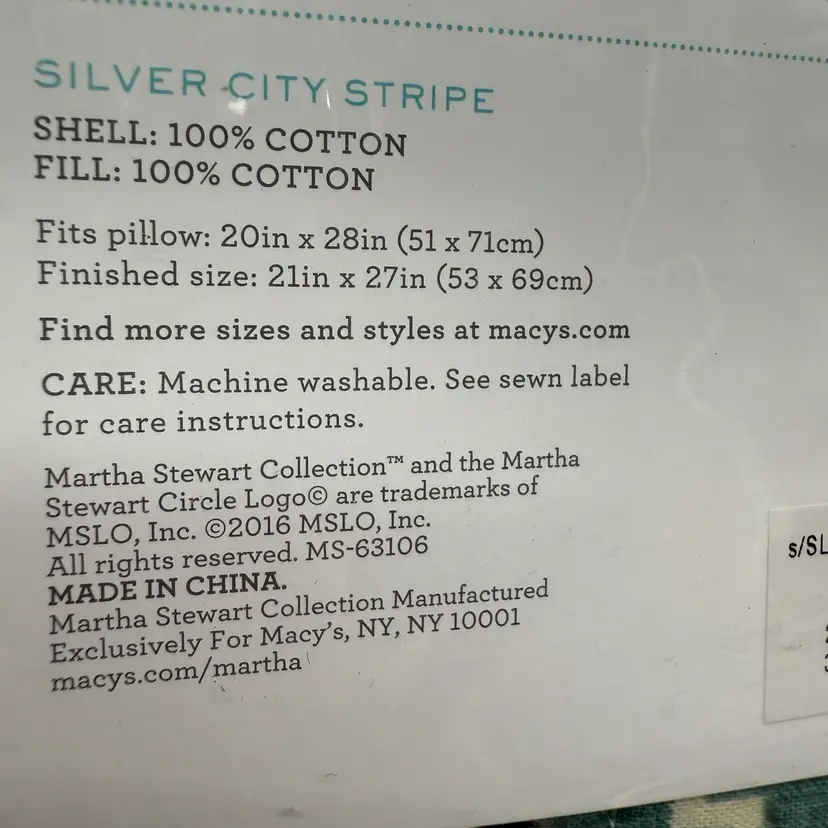 SILVER CITY STRIPE
SHELL: 100% COTTON
FILL: 100% COTTON
Fits pillow: 20in x 28in (51 x 71cm)
Finished size: 21in x 27in (53 x 69cm)
Find more sizes and styles at macys.com
CARE: Machine washable. See sewn label
for care instructions.
Martha Stewart Collection™ and the Martha
Stewart Circle Logo© are trademarks of
MSLO, Inc. ©2016 MSLO, Inc.
All rights reserved. MS-63106
MADE IN CHINA.
Martha Stewart Collection Manufactured
Exclusively For Macy's, NY, NY 10001
macys.com/martha
s/SL